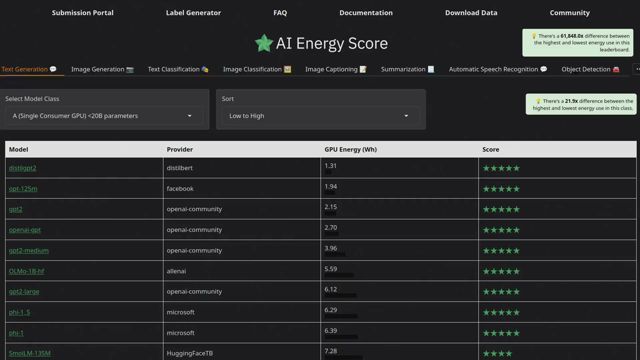 Submission Portal Label Generator FAQ Documentation Download Data Community
AI Energy Score
💡 There's a 61,848.0x difference between
the highest and lowest energy use in this
leaderboard.
Text Generation 💬 Image Generation 📷 Text Classification 🎭 Image Classification 🖼️ Image Captioning 📝 Summarization 📃 Automatic Speech Recognition 💬 Object Detection 🚘 ...
Select Model Class Sort
A (Single Consumer GPU) <20B parameters Low to High
💡 There's a 21.9x difference between the
highest and lowest energy use in this class.
Model Provider GPU Energy (Wh) Score
distilgpt2 distilbert 1.31 ★★★★★
opt-125m facebook 1.94 ★★★★★
gpt2 openai-community 2.15 ★★★★★
openai-gpt openai-community 2.70 ★★★★★
gpt2-medium openai-community 3.96 ★★★★★
OLMo-1B-hf allenai 5.59 ★★★★★
gpt2-large openai-community 6.12 ★★★★★
phi-1_5 microsoft 6.29 ★★★★★
phi-1 microsoft 6.39 ★★★★★
SmolLM-135M HuggingFaceTB 7.28 ★★★★